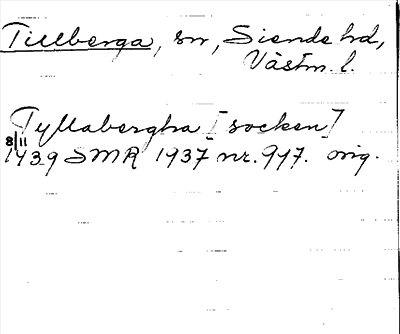 Tillberga, sn, Siende hd,
Västm. l.
Tyllabergha [socken]
8/11
1439 SMR 1937 nr. 917. orig.